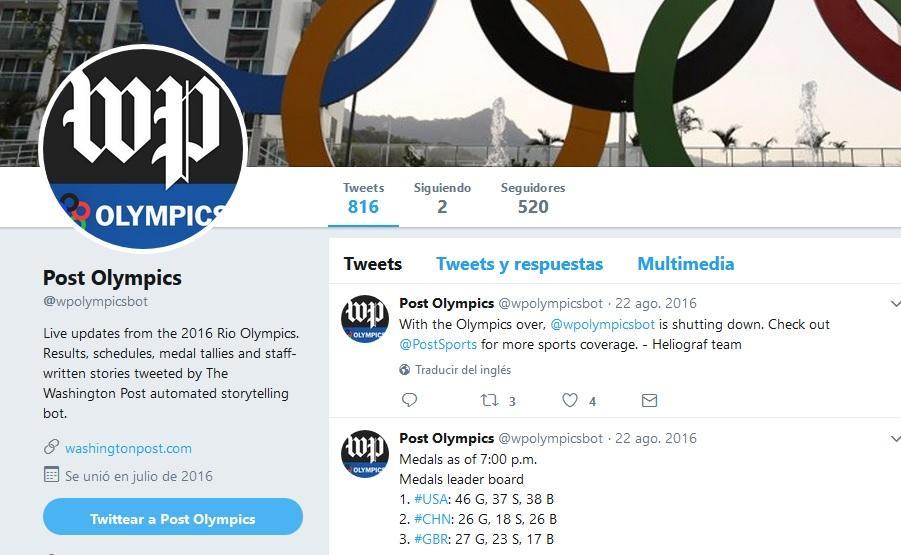 wp
OLYMPICS
Tweets Siguiendo Seguidores
816 2 520
Post Olympics
@wpolympicsbot
Live updates from the 2016 Rio Olympics.
Results, schedules, medal tallies and staff-
written stories tweeted by The
Washington Post automated storytelling
bot.
washingtonpost.com
Se unió en julio de 2016
Twittear a Post Olympics
Tweets Tweets y respuestas Multimedia
wp
OLYMPICS
Post Olympics @wpolympicsbot · 22 ago. 2016
With the Olympics over, @wpolympicsbot is shutting down. Check out
@PostSports for more sports coverage. - Heliograf team
Traducir del inglés
3 4
wp
OLYMPICS
Post Olympics @wpolympicsbot · 22 ago. 2016
Medals as of 7:00 p.m.
Medals leader board
1. #USA: 46 G, 37 S, 38 B
2. #CHN: 26 G, 18 S, 26 B
3. #GBR: 27 G, 23 S, 17 B